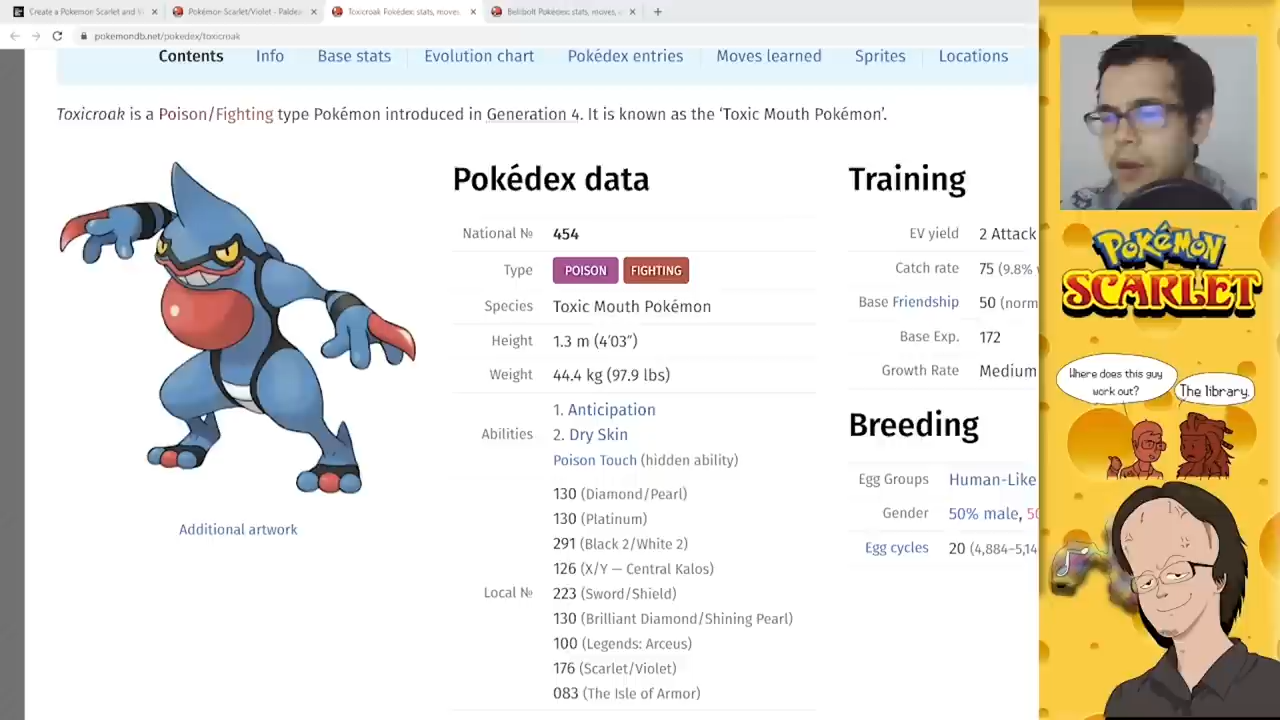 Create a Pokemon Scarlet and Vi
Pokémon Scarlet/Violet - Paldea
Toxicroak Pokédex: stats, moves
Bellibolt Pokédex: stats, moves, e
pokemondb.net/pokedex/toxicroak
Contents Info Base stats Evolution chart Pokédex entries Moves learned Sprites Locations
Toxicroak is a Poison/Fighting type Pokémon introduced in Generation 4. It is known as the ‘Toxic Mouth Pokémon’.
Pokédex data
National № 454
Type POISON FIGHTING
Species Toxic Mouth Pokémon
Height 1.3 m (4′03″)
Weight 44.4 kg (97.9 lbs)
Abilities
1. Anticipation
2. Dry Skin
Poison Touch (hidden ability)
Local №
130 (Diamond/Pearl)
130 (Platinum)
291 (Black 2/White 2)
126 (X/Y — Central Kalos)
223 (Sword/Shield)
130 (Brilliant Diamond/Shining Pearl)
100 (Legends: Arceus)
176 (Scarlet/Violet)
083 (The Isle of Armor)
Additional artwork
Training
EV yield 2 Attack
Catch rate 75 (9.8% w
Base Friendship 50 (norm
Base Exp. 172
Growth Rate Medium
Breeding
Egg Groups Human-Like
Gender 50% male, 50
Egg cycles 20 (4,884–5,14
POKÉMON
SCARLET
Where does this guy
work out?
The library.